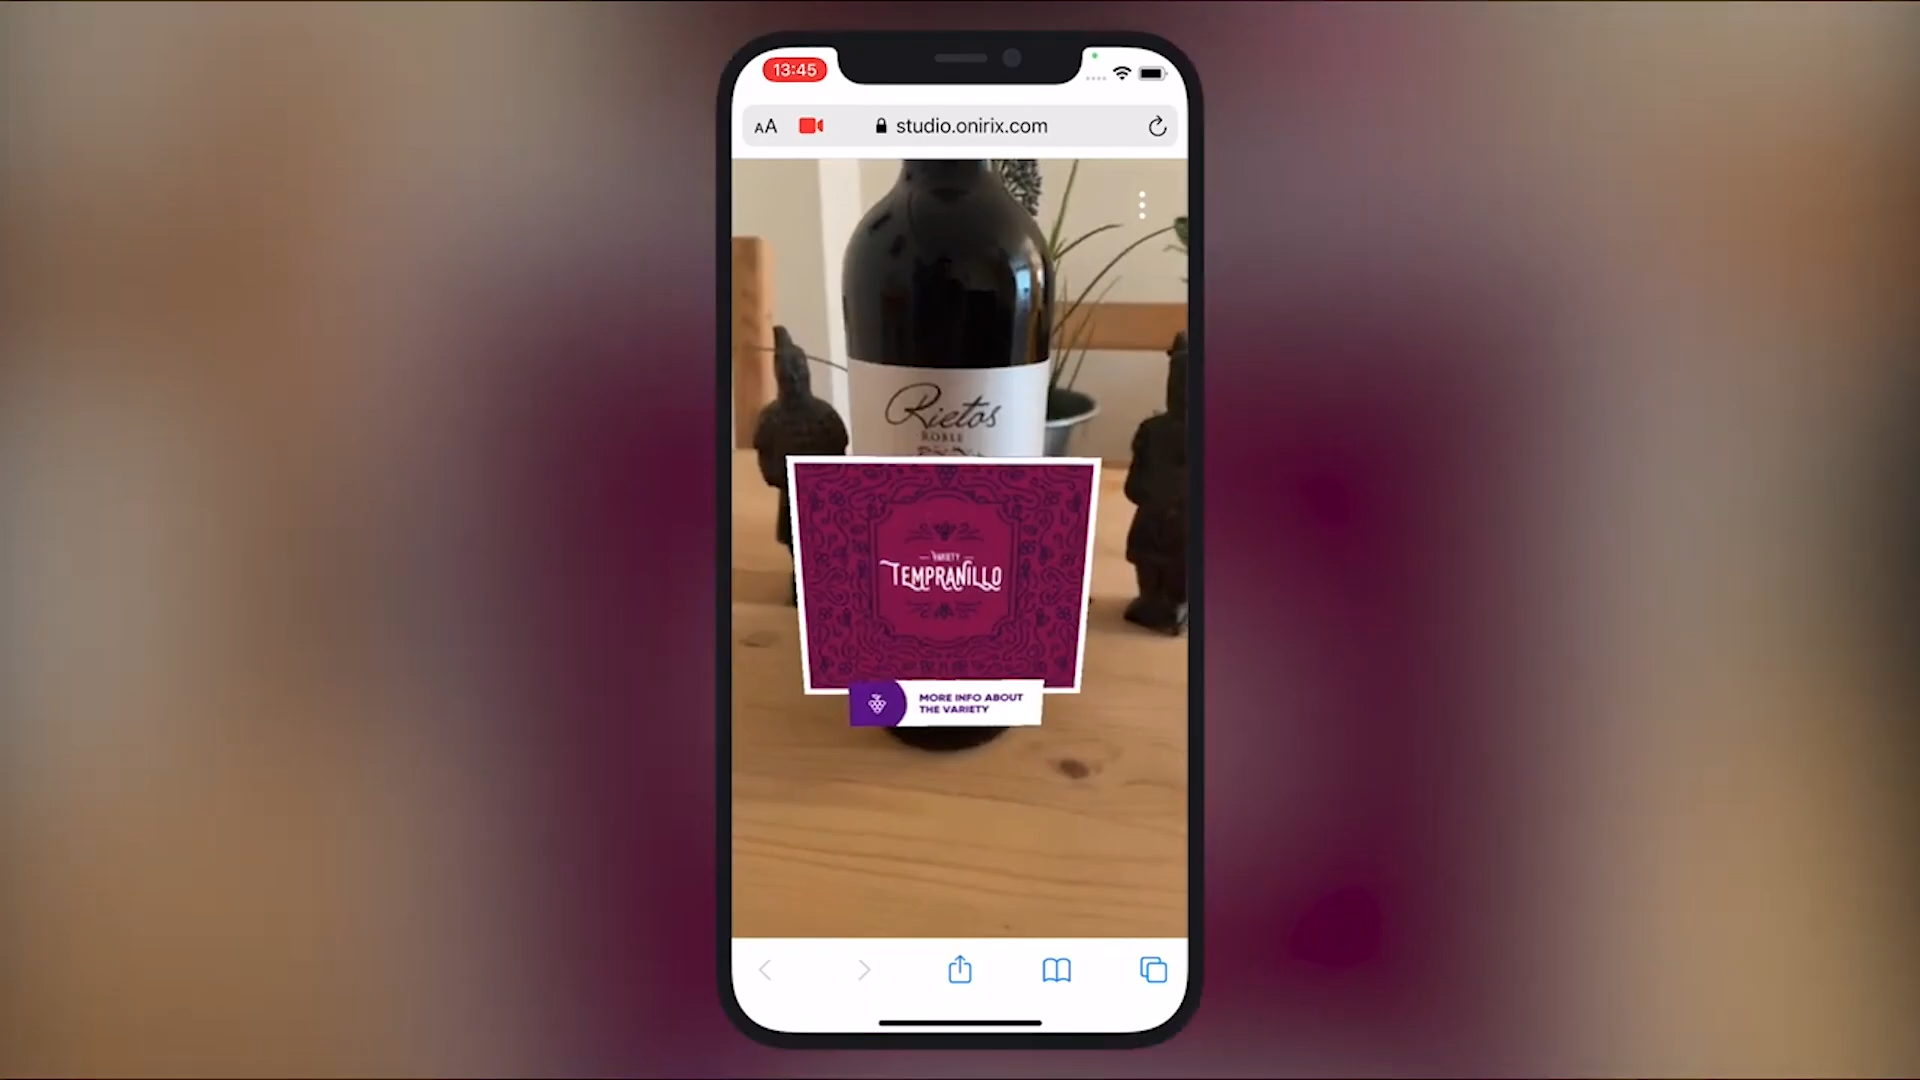 13:45
AA
studio.onirix.com
Rietos
ROBLE
VARIETY
TEMPRANILLO
MORE INFO ABOUT
THE VARIETY